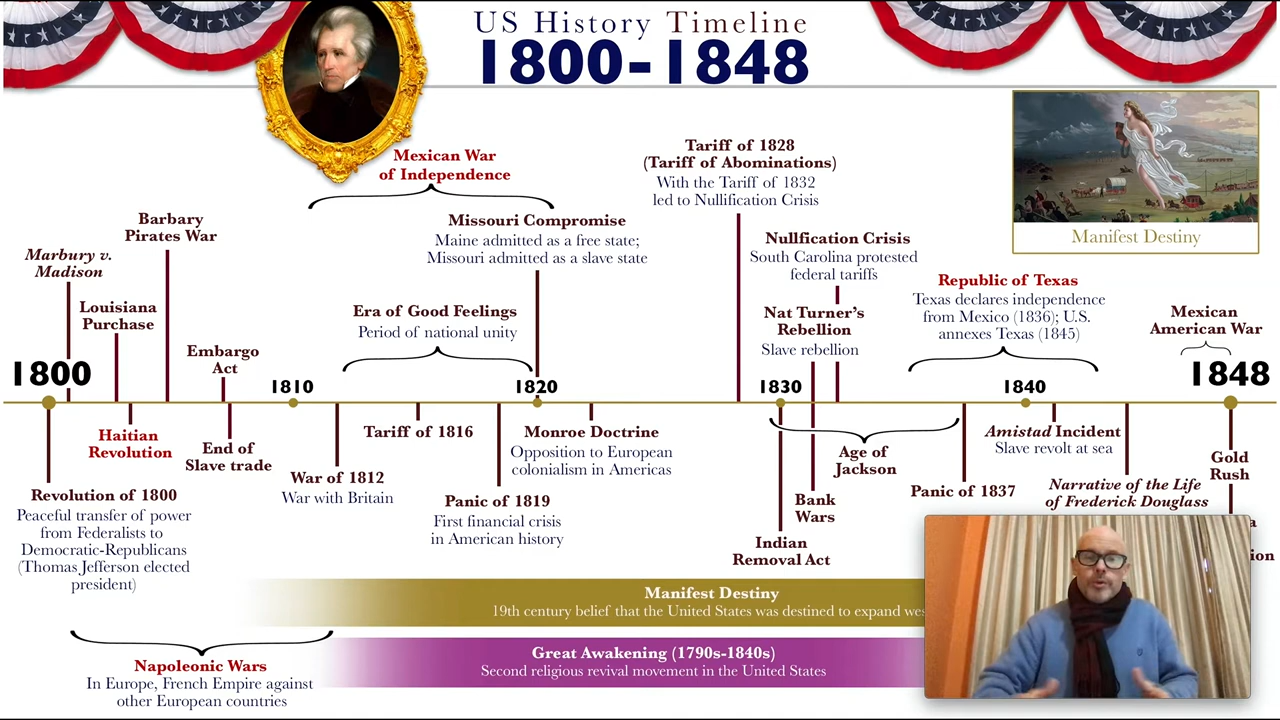 US History Timeline
1800-1848
Mexican War
of Independence
Tariff of 1828
(Tariff of Abominations)
With the Tariff of 1832
led to Nullification Crisis
Manifest Destiny
Barbary
Pirates War
Missouri Compromise
Maine admitted as a free state;
Missouri admitted as a slave state
Nullfication Crisis
South Carolina protested
federal tariffs
Marbury v.
Madison
Republic of Texas
Texas declares independence
from Mexico (1836); U.S.
annexes Texas (1845)
Louisiana
Purchase
Era of Good Feelings
Period of national unity
Nat Turner's
Rebellion
Slave rebellion
Mexican
American War
Embargo
Act
1800
1810
1820
1830
1840
1848
Haitian
Revolution
End of
Slave trade
Tariff of 1816
Monroe Doctrine
Opposition to European
colonialism in Americas
Age of
Jackson
Amistad Incident
Slave revolt at sea
Gold
Rush
War of 1812
War with Britain
Revolution of 1800
Peaceful transfer of power
from Federalists to
Democratic-Republicans
(Thomas Jefferson elected
president)
Panic of 1819
First financial crisis
in American history
Bank
Wars
Panic of 1837
Narrative of the Life
of Frederick Douglass
Indian
Removal Act
a
ion
Manifest Destiny
19th century belief that the United States was destined to expand wes
Great Awakening (1790s-1840s)
Second religious revival movement in the United States
Napoleonic Wars
In Europe, French Empire against
other European countries